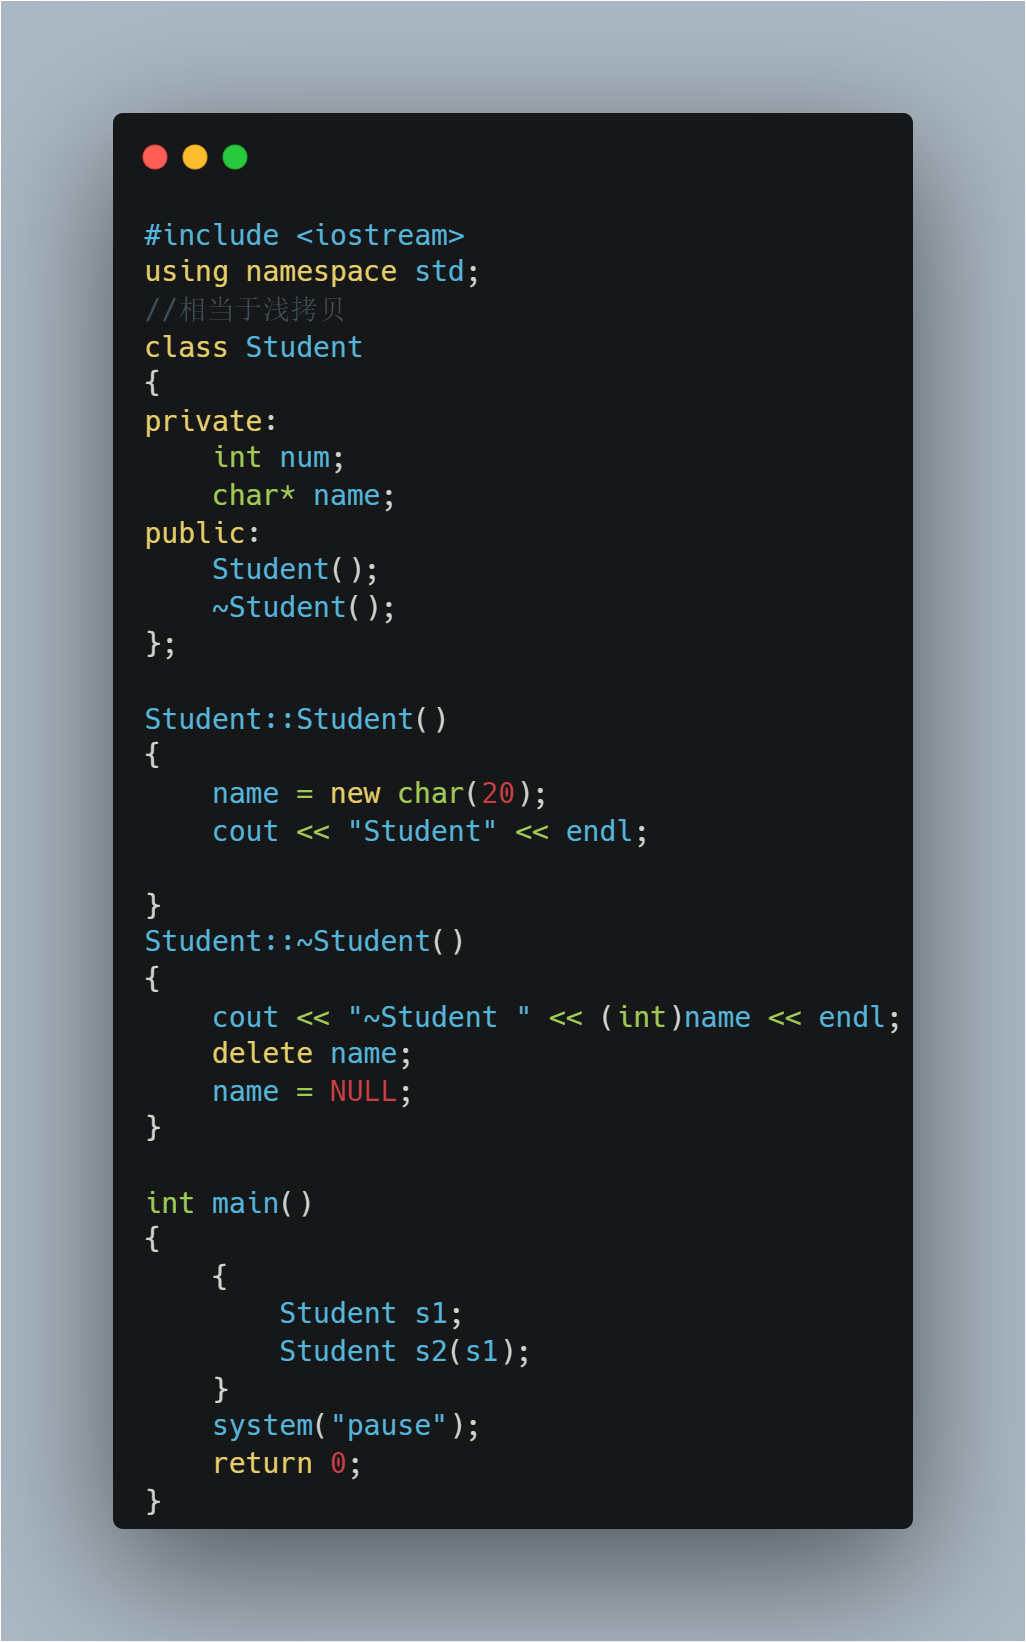 #include <iostream>
using namespace std;
//相当于浅拷贝
class Student
{
private:
    int num;
    char* name;
public:
    Student();
    ~Student();
};

Student::Student()
{
    name = new char(20);
    cout << "Student" << endl;

}
Student::~Student()
{
    cout << "~Student " << (int)name << endl;
    delete name;
    name = NULL;
}

int main()
{
    {
        Student s1;
        Student s2(s1);
    }
    system("pause");
    return 0;
}